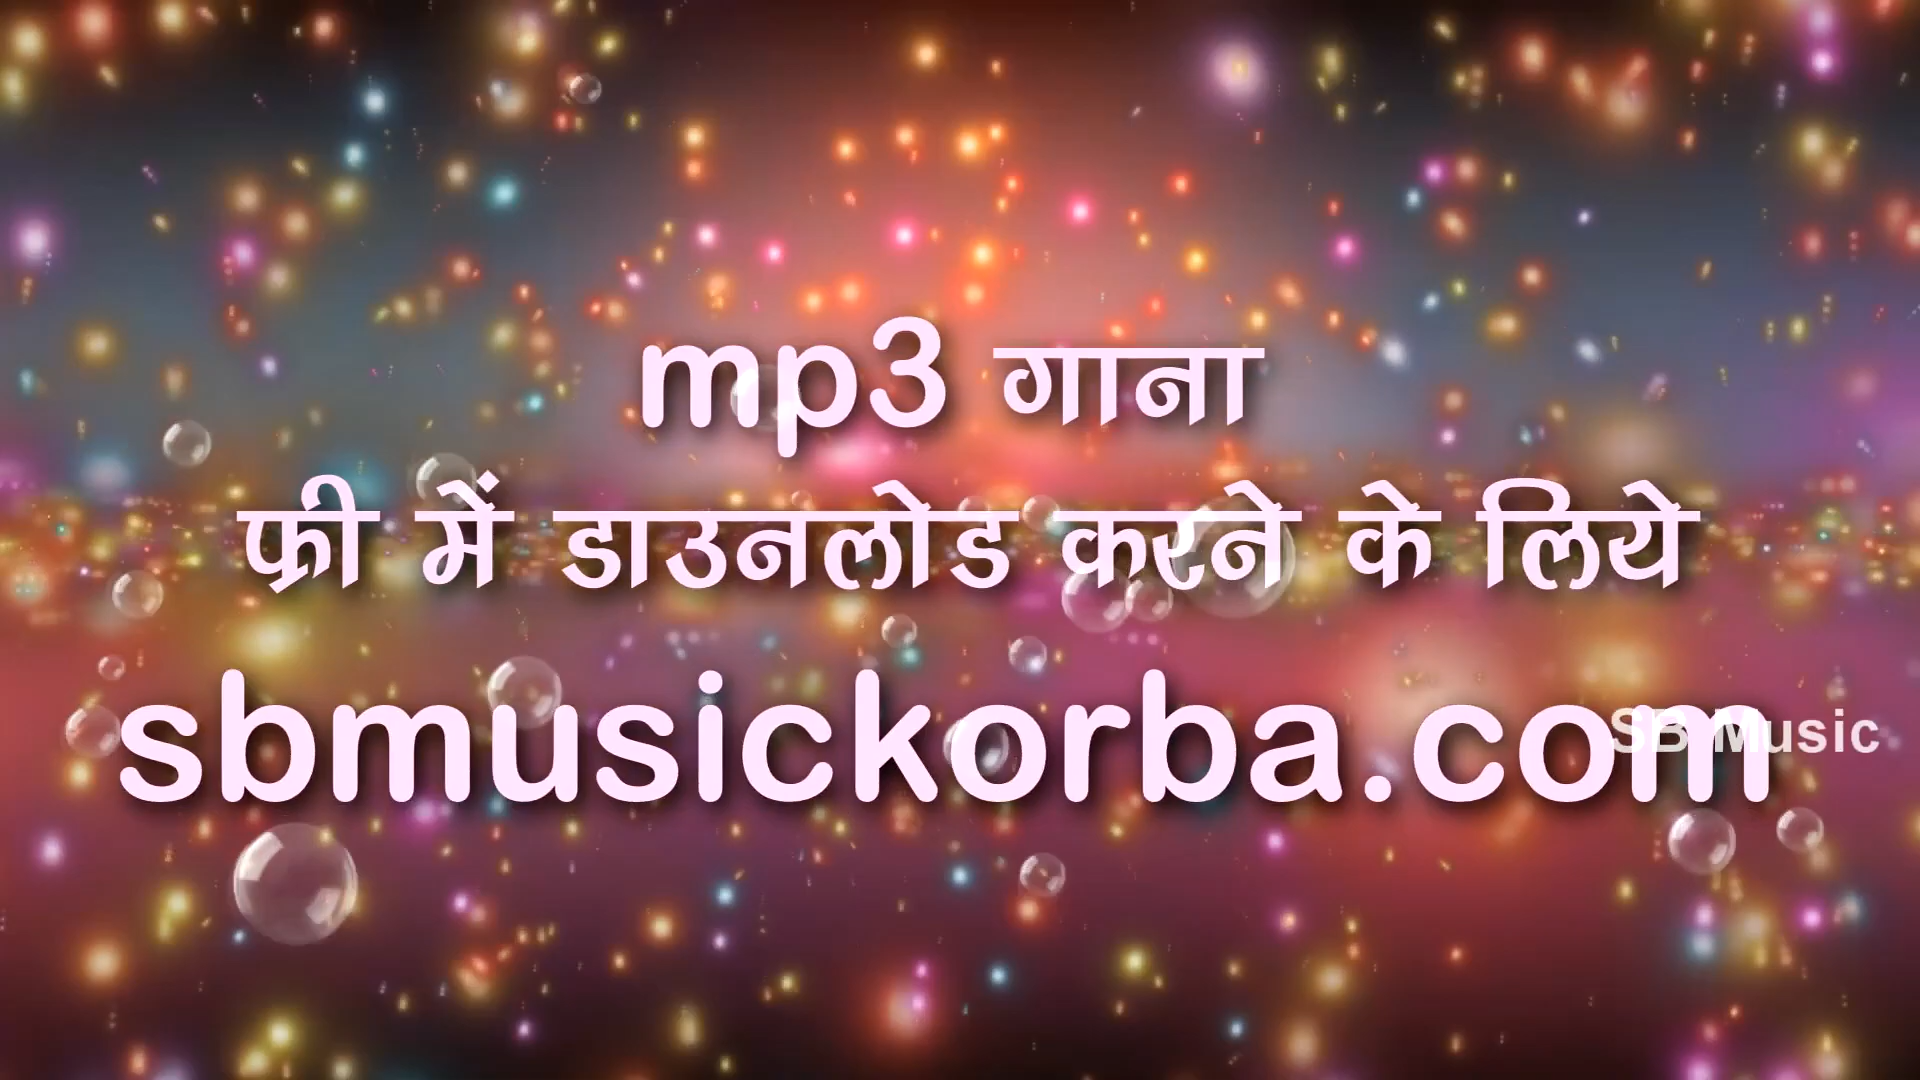 mp3 गाना
फ्री में डाउनलोड करने के लिये
sbmusickorba.com
SB Music